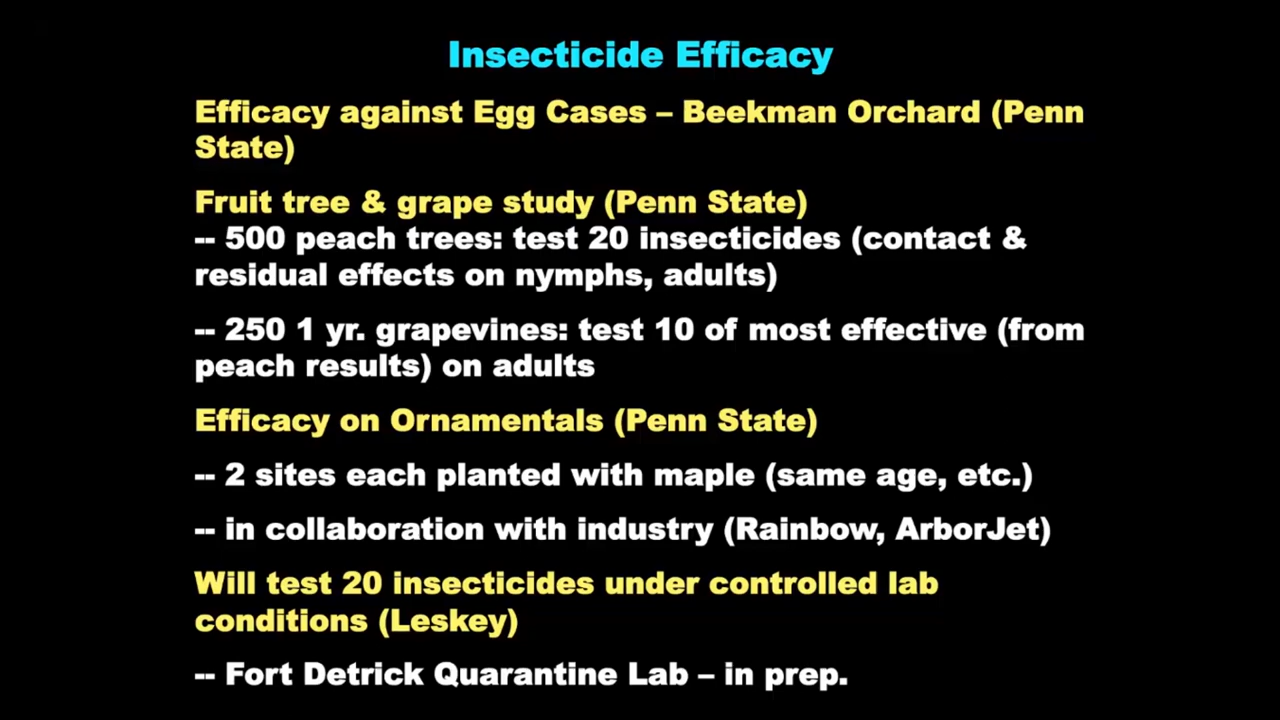 Insecticide Efficacy
Efficacy against Egg Cases – Beekman Orchard (Penn
State)
Fruit tree & grape study (Penn State)
-- 500 peach trees: test 20 insecticides (contact &
residual effects on nymphs, adults)
-- 250 1 yr. grapevines: test 10 of most effective (from
peach results) on adults
Efficacy on Ornamentals (Penn State)
-- 2 sites each planted with maple (same age, etc.)
-- in collaboration with industry (Rainbow, ArborJet)
Will test 20 insecticides under controlled lab
conditions (Leskey)
-- Fort Detrick Quarantine Lab – in prep.